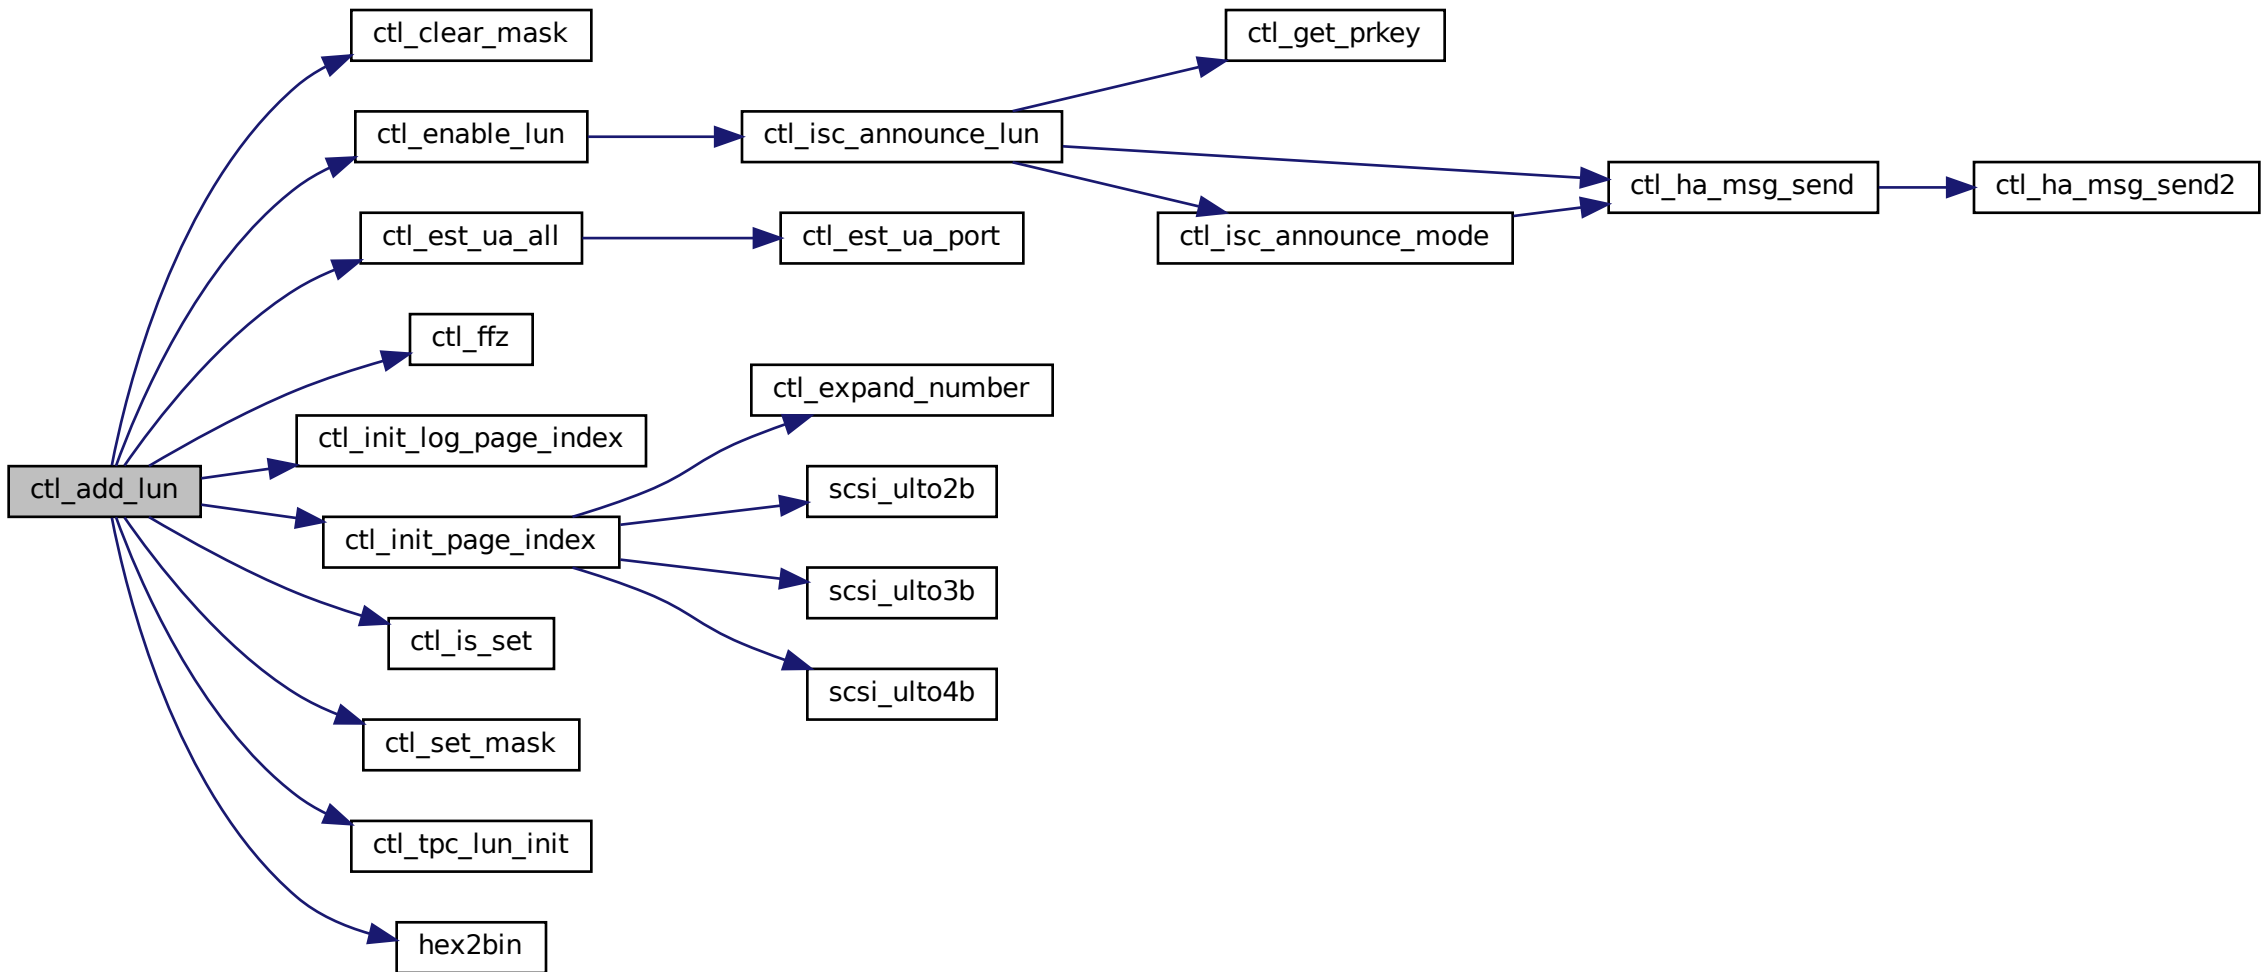 ctl_clear_mask
ctl_get_prkey
ctl_enable_lun
ctl_isc_announce_lun
ctl_ha_msg_send
ctl_ha_msg_send2
ctl_est_ua_all
ctl_est_ua_port
ctl_isc_announce_mode
ctl_ffz
ctl_expand_number
ctl_init_log_page_index
ctl_add_lun
scsi_ulto2b
ctl_init_page_index
scsi_ulto3b
ctl_is_set
scsi_ulto4b
ctl_set_mask
ctl_tpc_lun_init
hex2bin